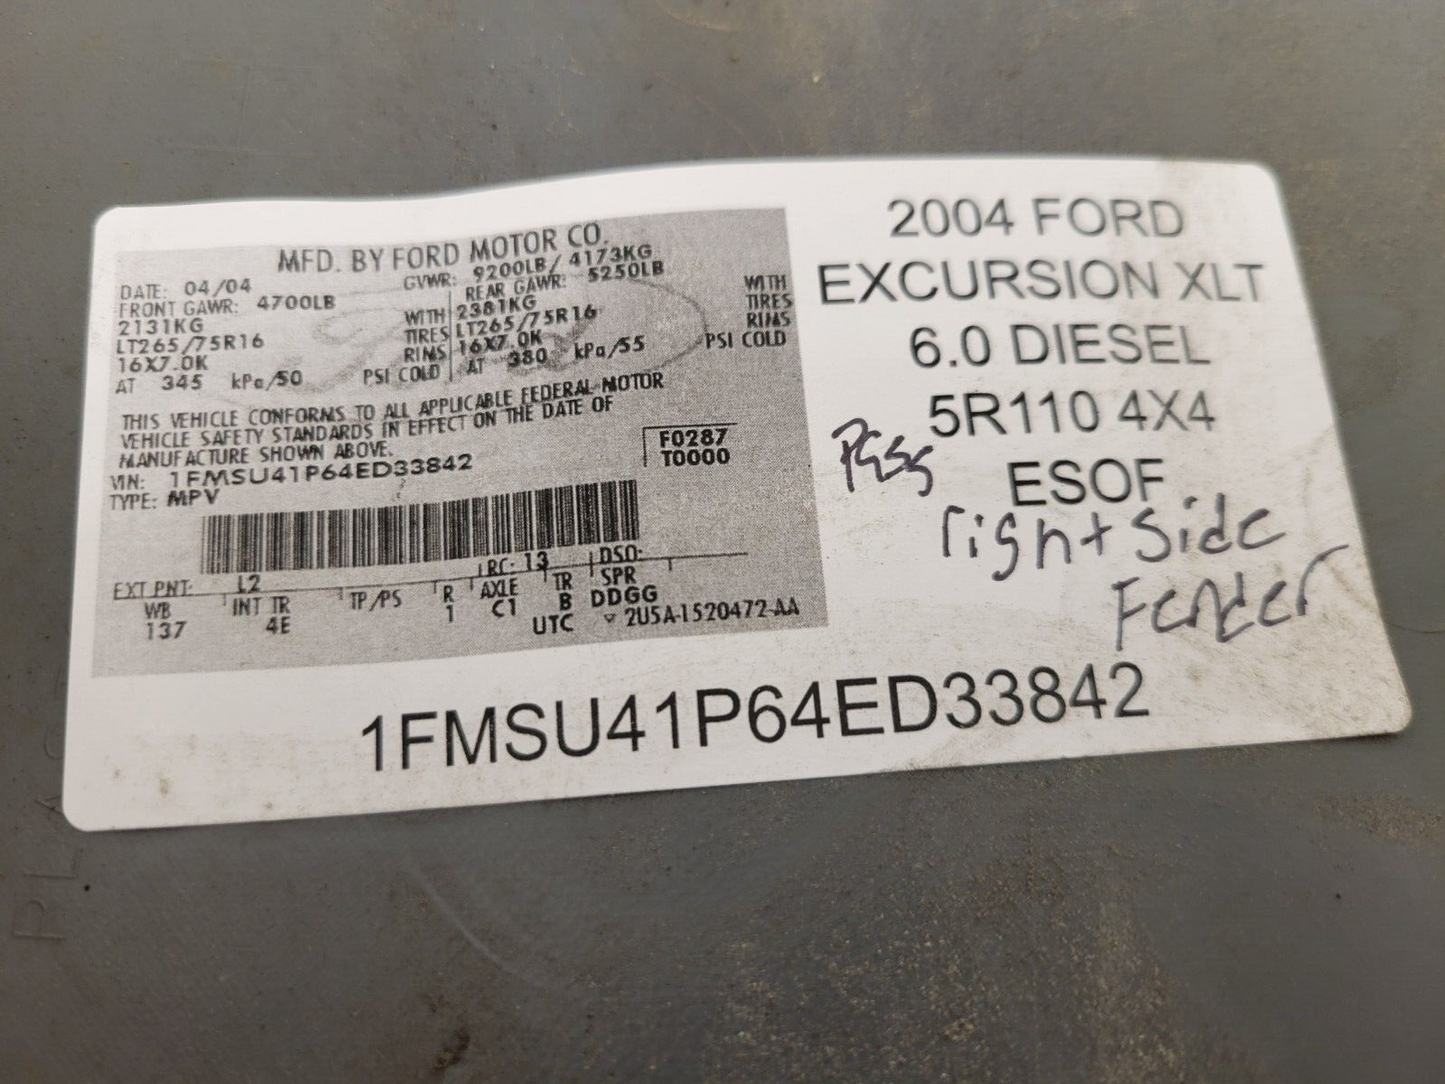 MFD. BY FORD MOTOR CO.
DATE: 04/04 GVWR: 9200LB/ 4173KG
FRONT GAWR: 4700LB REAR GAWR: 5250LB
2131KG WITH 2381KG WITH
LT265/75R16 TIRES LT265/75R16 TIRES
16X7.0K RIMS 16X7.0K RIMS
AT 345 kPa/50 PSI COLD AT 380 kPa/55 PSI COLD
THIS VEHICLE CONFORMS TO ALL APPLICABLE FEDERAL MOTOR
VEHICLE SAFETY STANDARDS IN EFFECT ON THE DATE OF
MANUFACTURE SHOWN ABOVE.
F0287
T0000
VIN: 1FMSU41P64ED33842
TYPE: MPV
EXT PNT: L2 RC: 13 DSO:
WB INT TR TP/PS R AXLE TR SPR
137 4E 1 C1 B DDGG
UTC ▽ 2U5A-1520472-AA
2004 FORD
EXCURSION XLT
6.0 DIESEL
5R110 4X4
ESOF
Pass
right side
Fender
1FMSU41P64ED33842